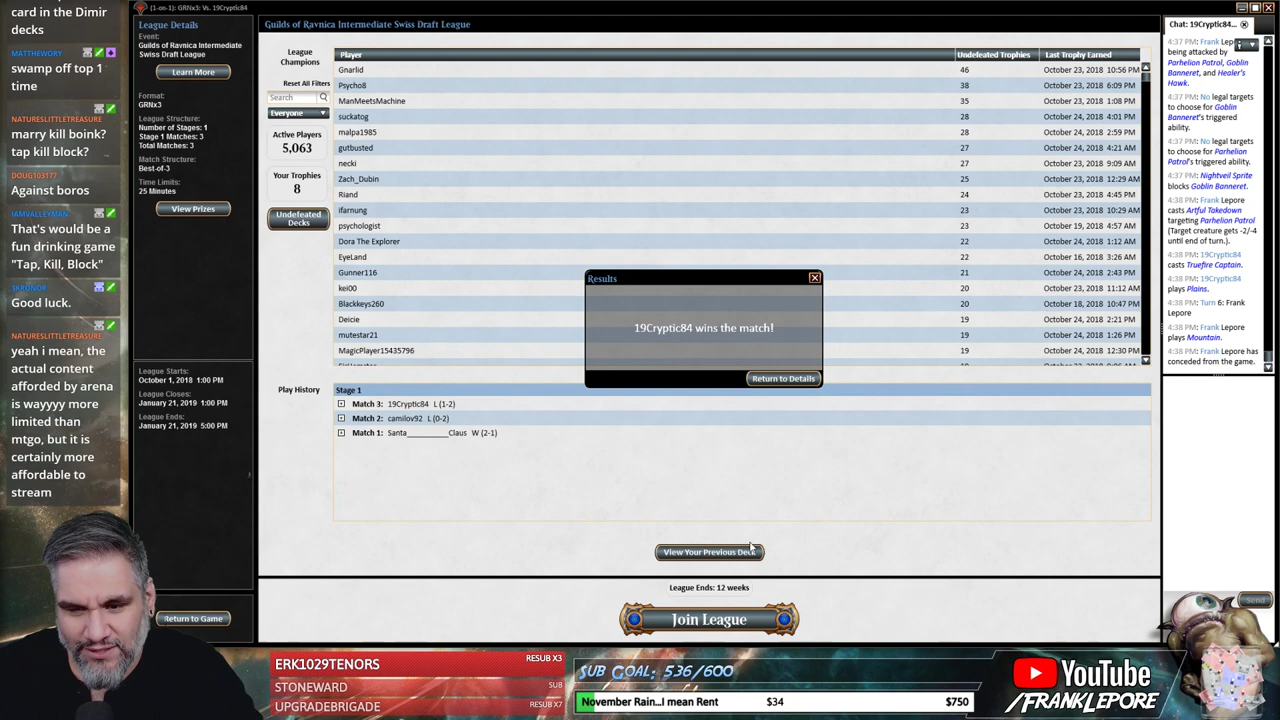 card in the Dimir
decks
MATTHEWORY
swamp off top 1
time
NATURESLITTLETREASURE
marry kill boink?
tap kill block?
DOUG103177
Against boros
IAMVALLEYMAN
That's would be a
fun drinking game
"Tap, Kill, Block"
SKRONOR
Good luck.
NATURESLITTLETREASURE
yeah i mean, the
actual content
afforded by arena
is wayyyy more
limited than
mtgo, but it is
certainly more
affordable to
stream
(1-on-1): GRNx3: Vs. 19Cryptic84
League Details
Event:
Guilds of Ravnica Intermediate
Swiss Draft League
Learn More
Format:
GRNx3
League Structure:
Number of Stages: 1
Stage 1 Matches: 3
Total Matches: 3
Match Structure:
Best-of-3
Time Limits:
25 Minutes
View Prizes
League Starts:
October 1, 2018 1:00 PM
League Closes:
January 21, 2019 1:00 PM
League Ends:
January 21, 2019 5:00 PM
Return to Game
Guilds of Ravnica Intermediate Swiss Draft League
League
Champions
Reset All Filters
Search
Everyone
Active Players
5,063
Your Trophies
8
Undefeated
Decks
Player Undefeated Trophies Last Trophy Earned
Gnarlid 46 October 23, 2018 10:56 PM
Psycho8 38 October 23, 2018 6:09 PM
ManMeetsMachine 35 October 23, 2018 1:08 PM
suckatog 28 October 24, 2018 4:01 PM
malpa1985 28 October 24, 2018 2:59 PM
gutbusted 27 October 24, 2018 4:21 PM
necki 27 October 23, 2018 9:09 AM
Zach_Dubin 25 October 23, 2018 12:29 AM
Riand 24 October 23, 2018 4:45 PM
ifarnung 23 October 23, 2018 10:29 AM
psychologist 23 October 19, 2018 4:57 AM
Dora The Explorer 22 October 24, 2018 1:12 AM
EyeLand 22 October 16, 2018 3:26 AM
Gunner116 21 October 24, 2018 2:43 PM
kei00 20 October 23, 2018 11:12 AM
Blackkeys260 20 October 18, 2018 10:47 PM
Deicie 19 October 24, 2018 2:21 PM
mutestar21 19 October 24, 2018 1:26 PM
MagicPlayer15435796 19 October 24, 2018 12:30 PM
Results
19Cryptic84 wins the match!
Return to Details
Play History
Stage 1
Match 3: 19Cryptic84 L (1-2)
Match 2: camilov92 L (0-2)
Match 1: Santa__________Claus W (2-1)
View Your Previous Deck
League Ends: 12 weeks
Join League
Chat: 19Cryptic84...
4:37 PM: Frank Lep
being attacked by
Parhelion Patrol, Goblin
Banneret, and Healer's
Hawk.
4:37 PM: No legal targets
to choose for Goblin
Banneret's triggered
ability.
4:37 PM: No legal targets
to choose for Parhelion
Patrol's triggered ability.
4:37 PM: Nightveil Sprite
blocks Goblin Banneret.
4:38 PM: Frank Lepore
casts Artful Takedown
targeting Parhelion Patrol
(Target creature gets -2/-4
until end of turn.).
4:38 PM: 19Cryptic84
casts Truefire Captain.
4:38 PM: 19Cryptic84
plays Plains.
4:38 PM: Turn 6: Frank
Lepore
4:38 PM: Frank Lepore
plays Mountain.
4:38 PM: Frank Lepore has
conceded from the game.
Send
ERK1029TENORS RESUB X3
STONEWARD SUB
UPGRADEBRIGADE RESUB X7
SUB GOAL: 536/600
November Rain...I mean Rent $34 $750
YouTube
/FRANKLEPORE